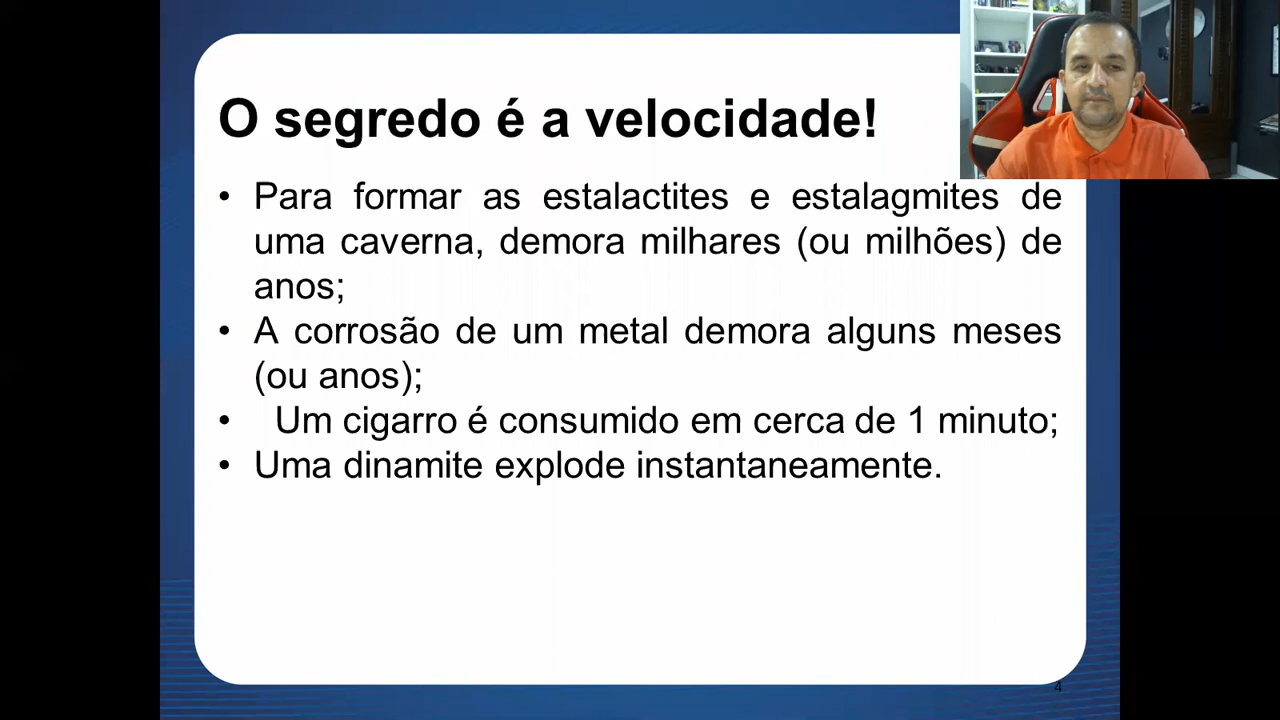 O segredo é a velocidade!
• Para formar as estalactites e estalagmites de
uma caverna, demora milhares (ou milhões) de
anos;
• A corrosão de um metal demora alguns meses
(ou anos);
• Um cigarro é consumido em cerca de 1 minuto;
• Uma dinamite explode instantaneamente.
4